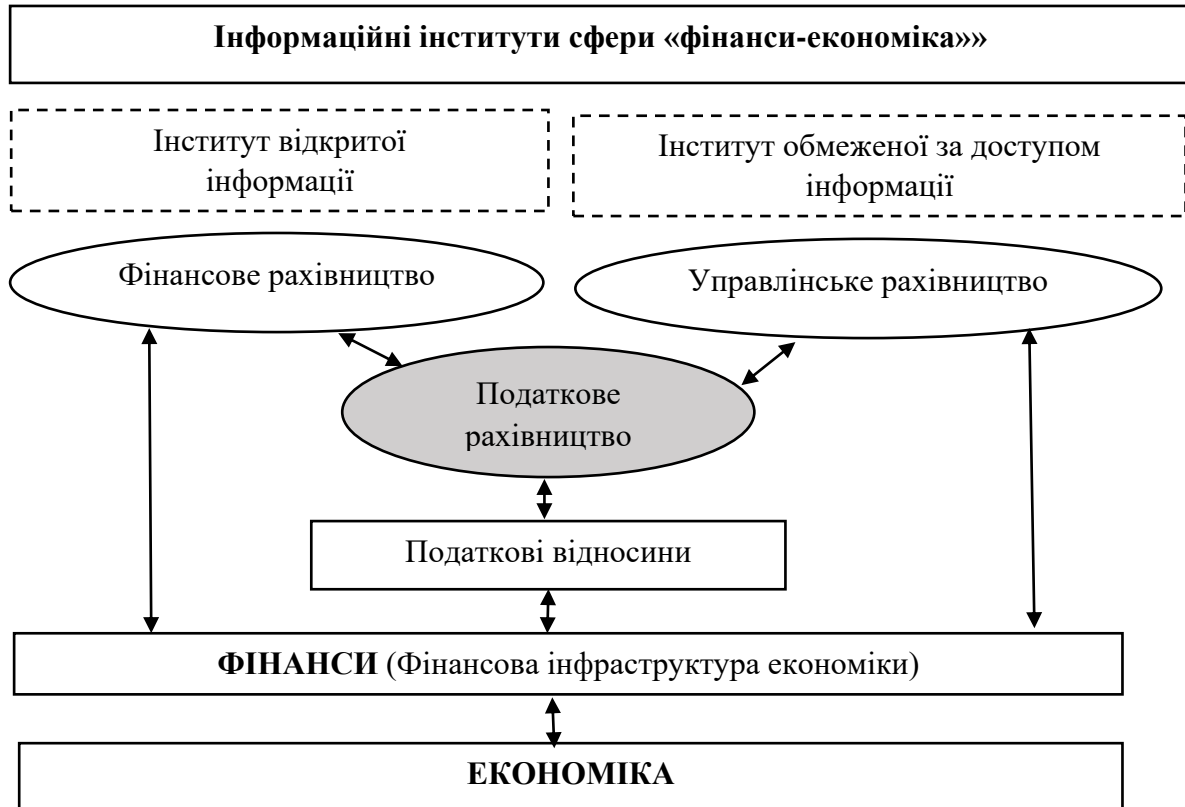 Інформаційні інститути сфери «фінанси-економіка»»
Інститут відкритої
інформації
Інститут обмеженої за доступом
інформації
Фінансове рахівництво
Управлінське рахівництво
Податкове
рахівництво
Податкові відносини
ФІНАНСИ (Фінансова інфраструктура економіки)
ЕКОНОМІКА